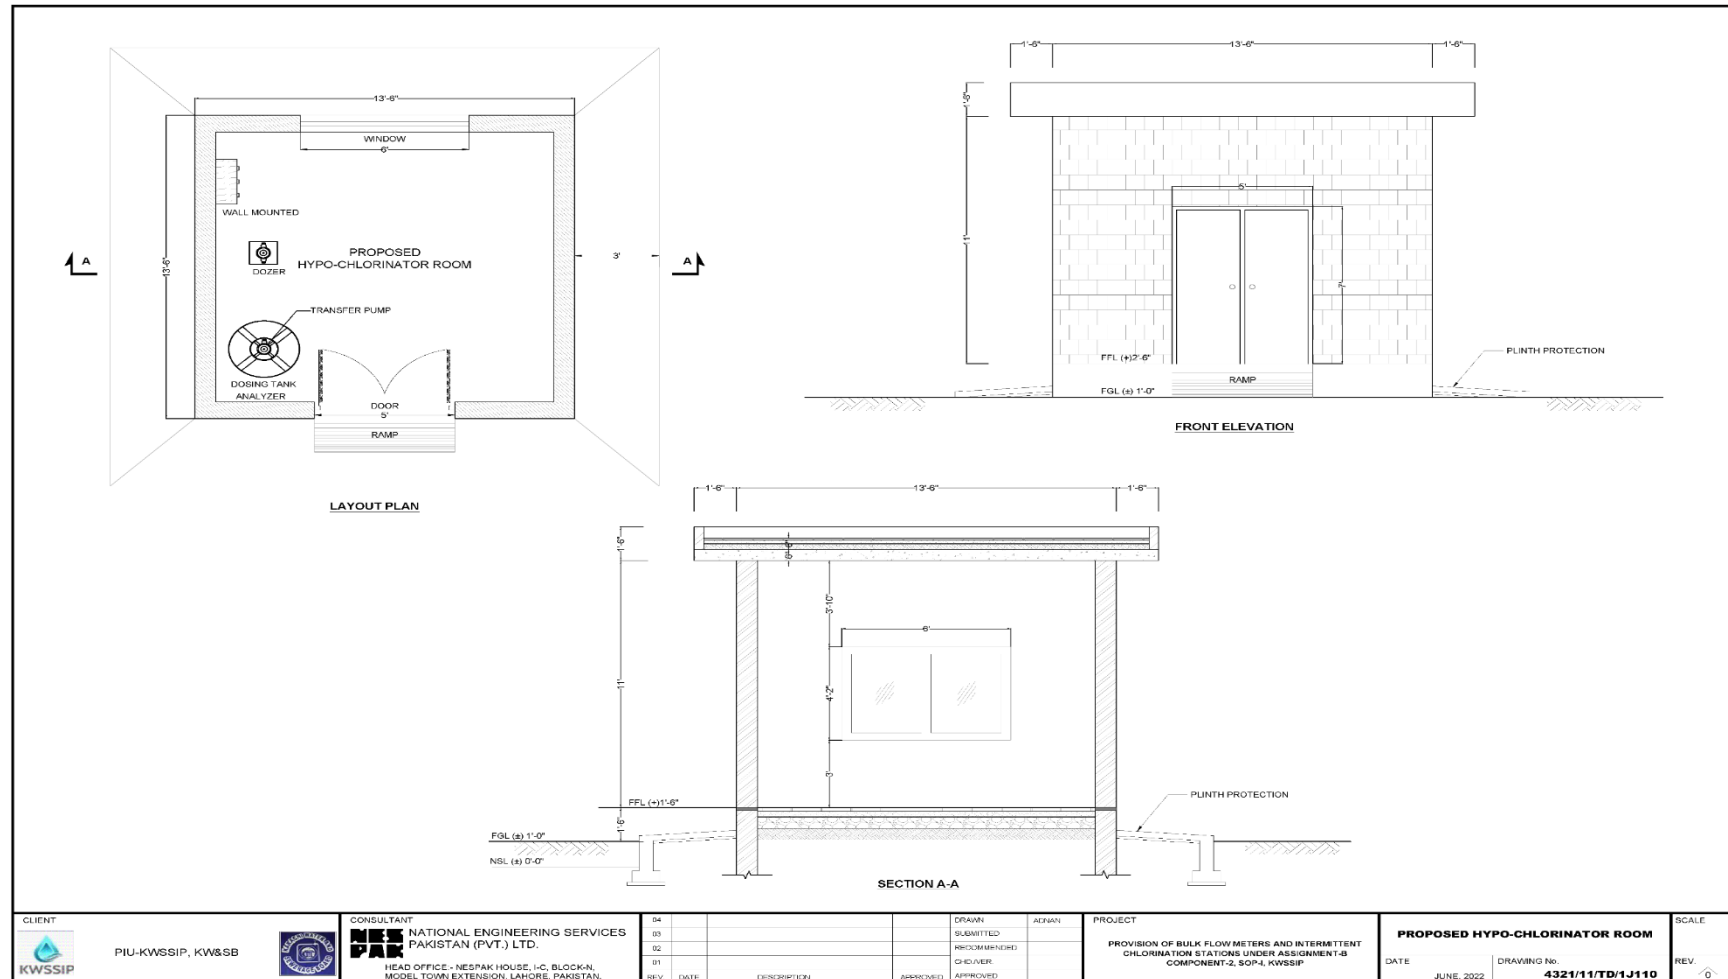 13'-6"
WINDOW
6'
WALL MOUNTED
DOZER
PROPOSED
HYPO-CHLORINATOR ROOM
13'-6"
A
A
3'
TRANSFER PUMP
DOSING TANK
ANALYZER
DOOR
5'
RAMP
LAYOUT PLAN
1'-6"
13'-6"
1'-6"
1'-6"
11'
5'
7'
FFL (+)2'-6"
FGL (±) 1'-0"
RAMP
PLINTH PROTECTION
FRONT ELEVATION
1'-6"
13'-6"
1'-6"
1'-6"
0'-6"
3'-10"
6'
11'
4'-2"
3'
FFL (+)1'-6"
1'-6"
FGL (±) 1'-0"
NSL (±) 0'-0"
PLINTH PROTECTION
SECTION A-A
CLIENT
KWSSIP
PIU-KWSSIP, KW&SB
CONSULTANT
NES
PAK
NATIONAL ENGINEERING SERVICES
PAKISTAN (PVT.) LTD.
HEAD OFFICE:- NESPAK HOUSE, I-C, BLOCK-N,
MODEL TOWN EXTENSION, LAHORE, PAKISTAN.
04
03
02
01
REV. DATE DESCRIPTION APPROVED
DRAWN ADNAN
SUBMITTED
RECOMMENDED
CHD/VER.
APPROVED
PROJECT
PROVISION OF BULK FLOW METERS AND INTERMITTENT
CHLORINATION STATIONS UNDER ASSIGNMENT-B
COMPONENT-2, SOP-I, KWSSIP
PROPOSED HYPO-CHLORINATOR ROOM
DATE
JUNE, 2022
DRAWING No.
4321/11/TD/1J110
SCALE
REV.
0